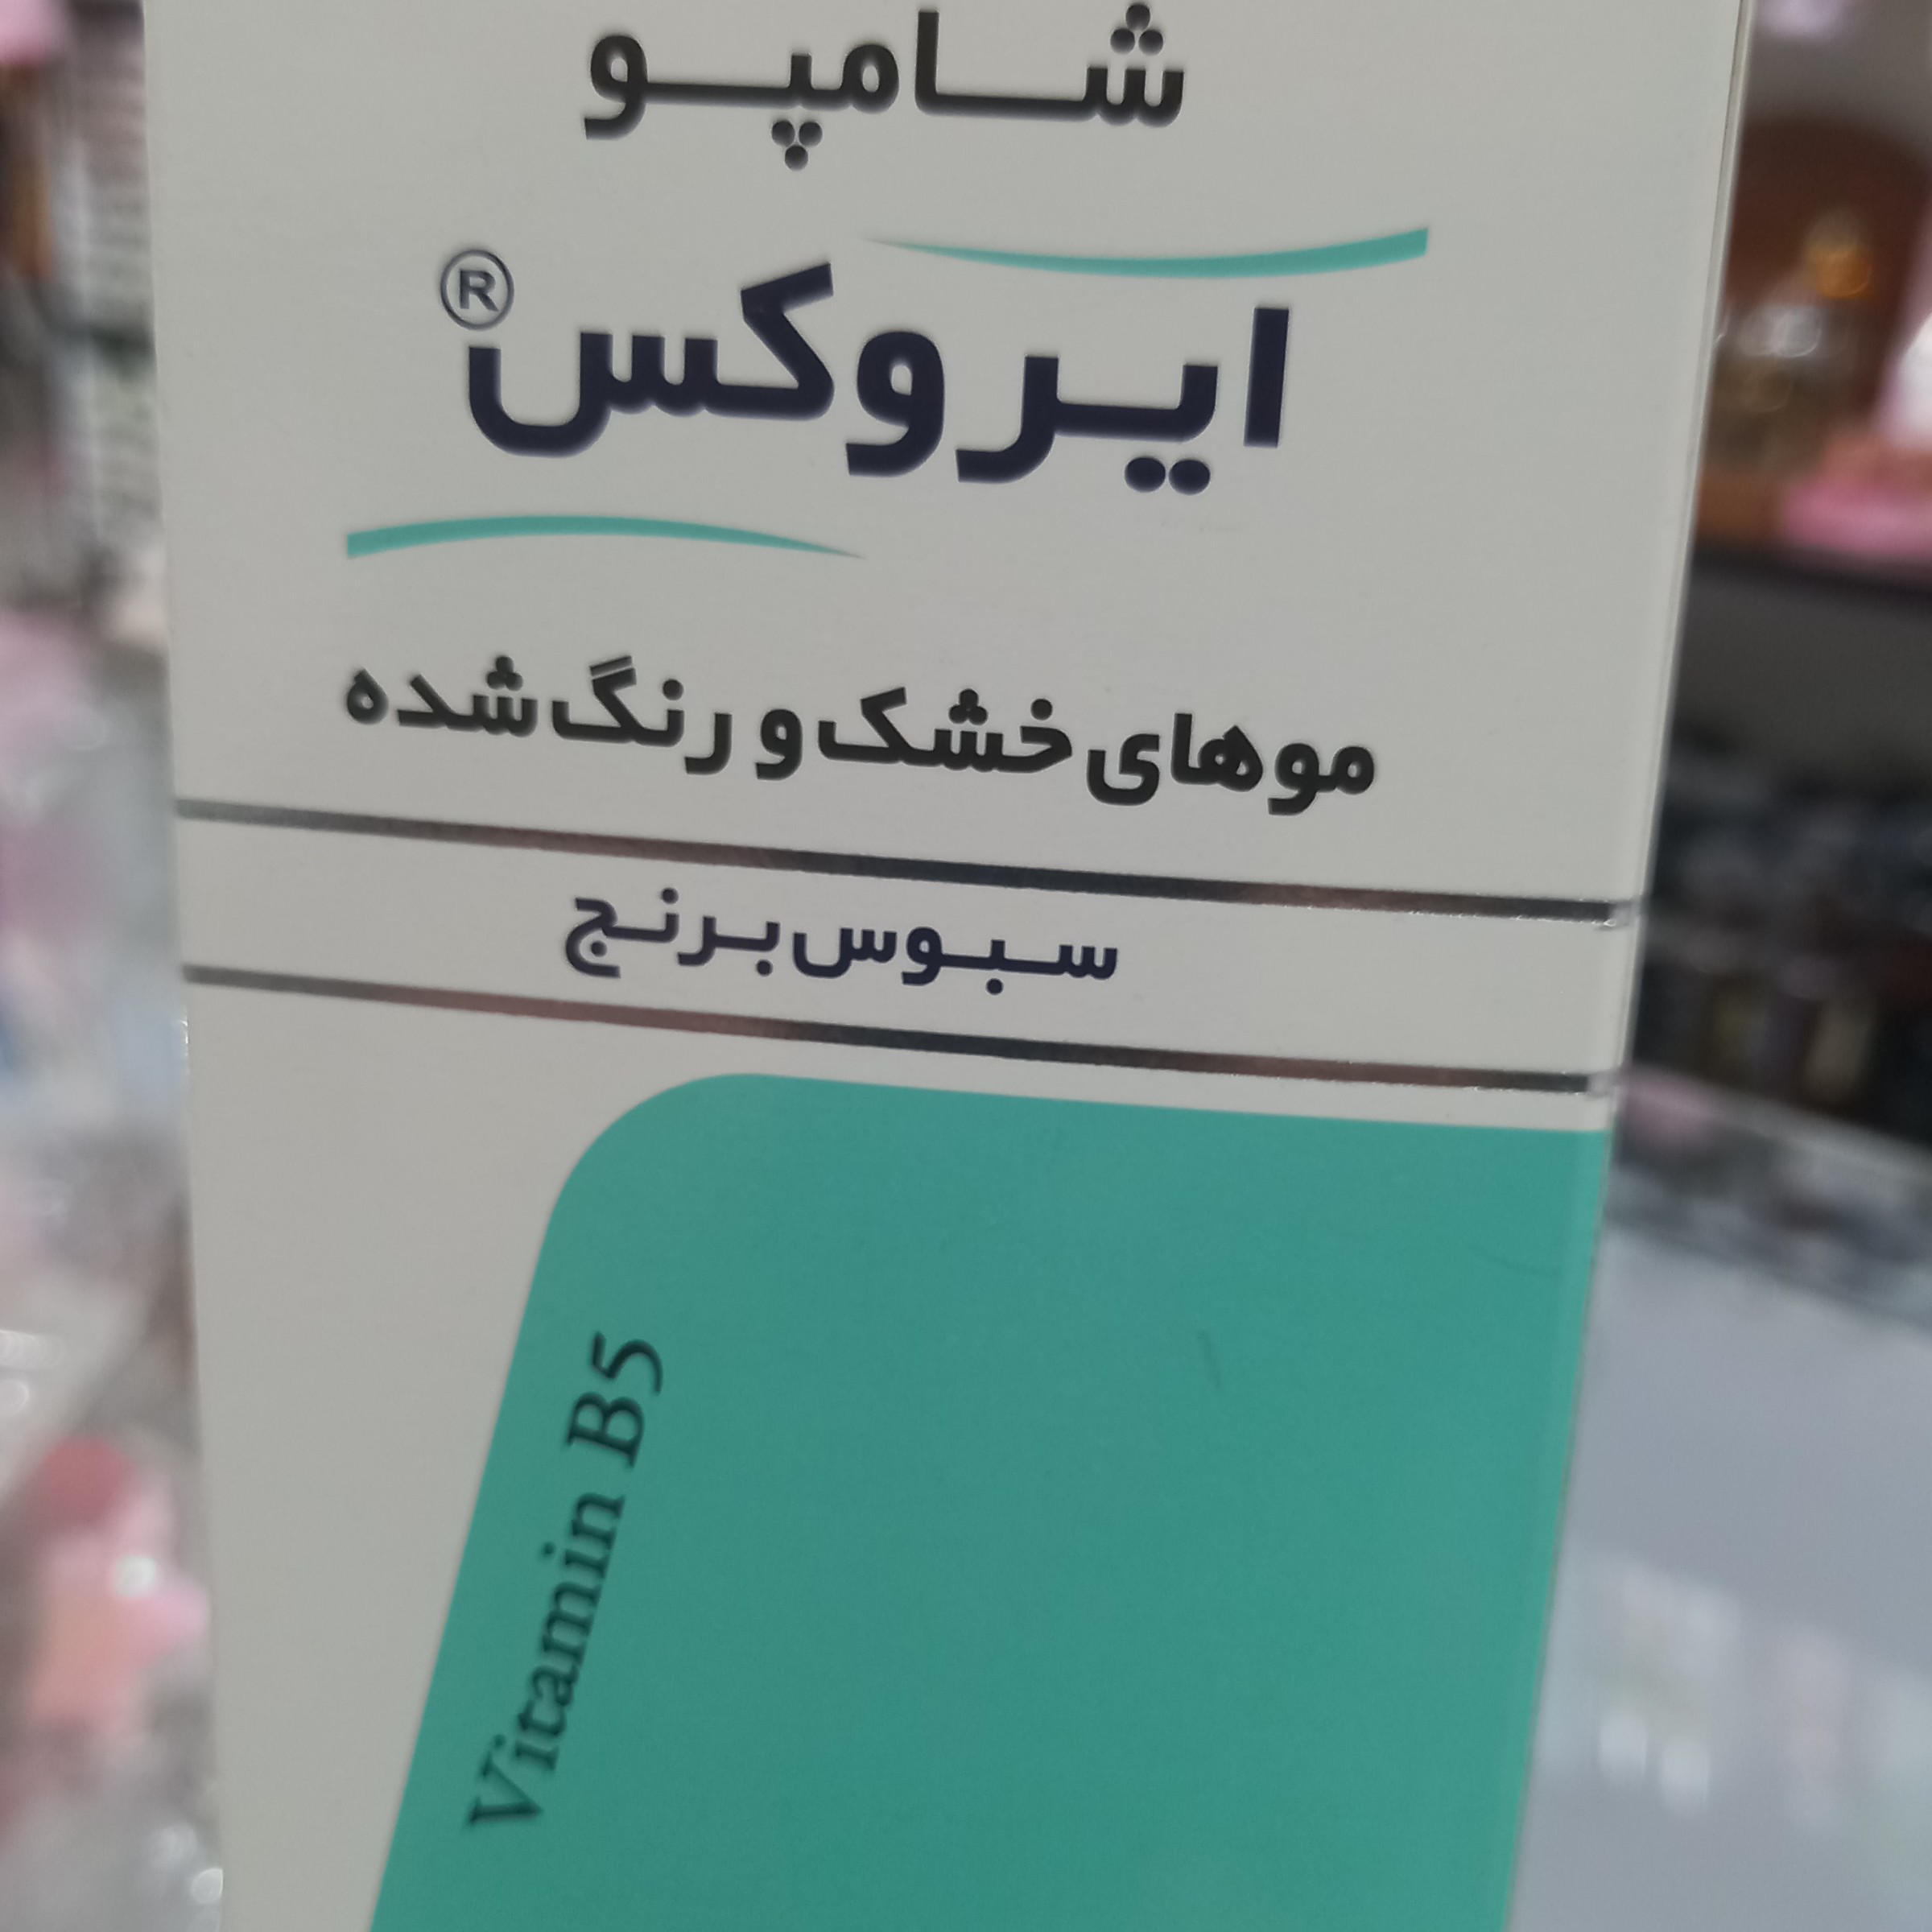 شامپو
ایروکس®
موهای خشک و رنگ شده
سبوس برنج
Vitamin B5